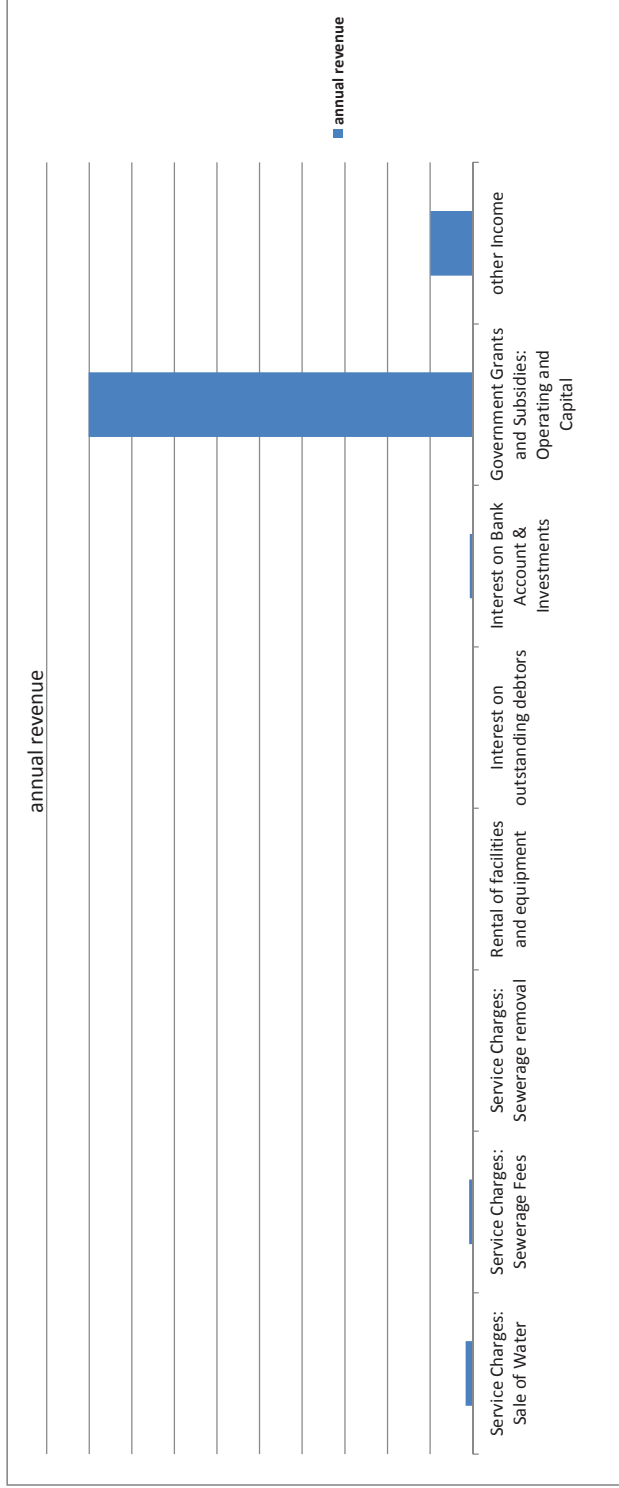 annual revenue
Service Charges:
Sale of Water
Service Charges:
Sewerage Fees
Service Charges:
Sewerage removal
Rental of facilities
and equipment
Interest on
outstanding debtors
Interest on Bank
Account &
Investments
Government Grants
and Subsidies:
Operating and
Capital
other Income
annual revenue